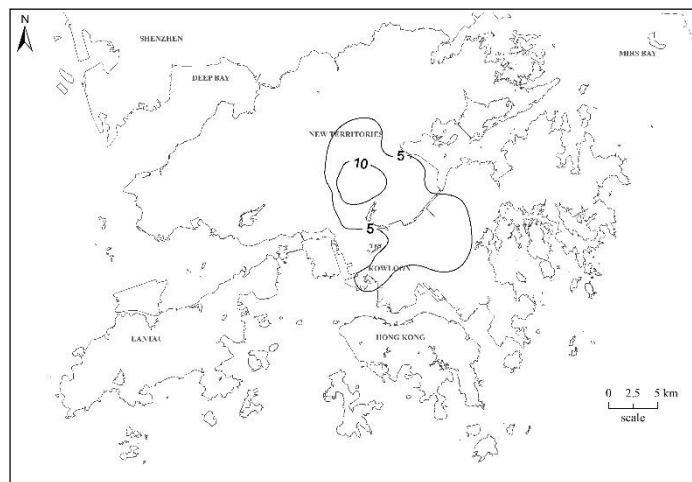 N
SHENZHEN
MIRS BAY
DEEP BAY
NEW TERRITORIES
5
10
5
KOWLOON
LANTAU
HONG KONG
0 2.5 5 km
scale